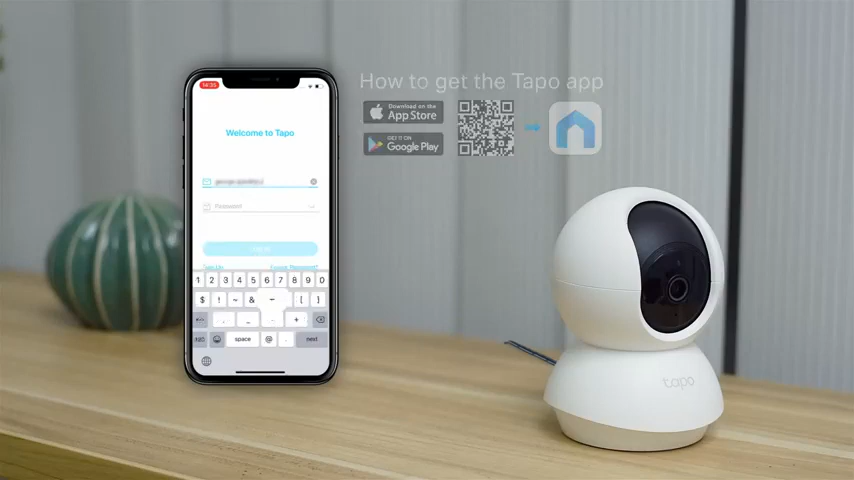 How to get the Tapo app
Download on the
App Store
GET IT ON
Google Play
14:35
Welcome to Tapo
Password
1 2 3 4 5 6 7 8 9 0
$ ! ~ &
{ }
+
space @ . next
tapo